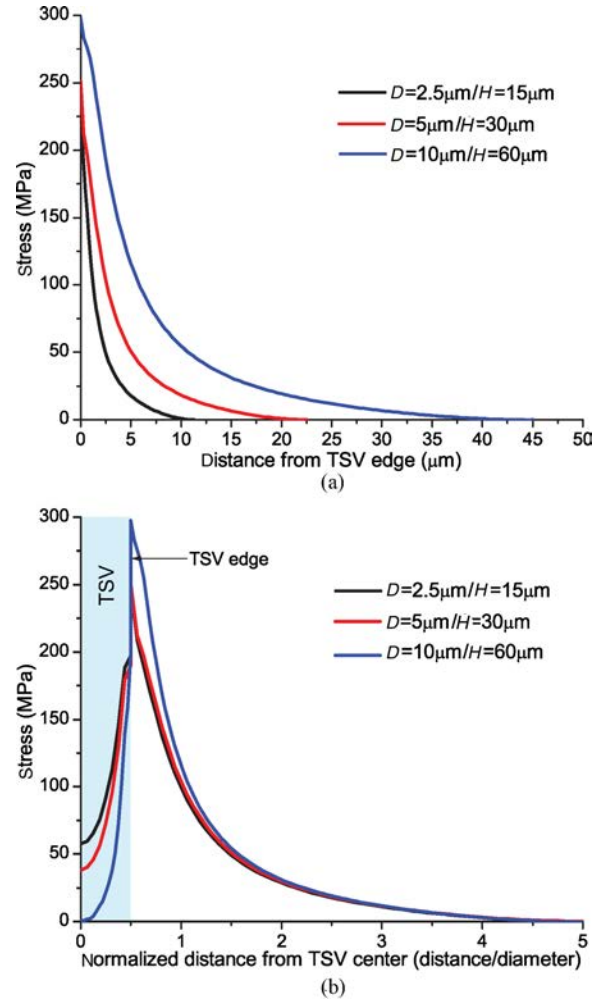 300
250
200
150
100
50
0
Stress (MPa)
D=2.5μm/H=15μm
D=5μm/H=30μm
D=10μm/H=60μm
0 5 10 15 20 25 30 35 40 45 50
Distance from TSV edge (μm)
(a)
300
250
200
150
100
50
0
Stress (MPa)
TSV
TSV edge
D=2.5μm/H=15μm
D=5μm/H=30μm
D=10μm/H=60μm
0 1 2 3 4 5
Normalized distance from TSV center (distance/diameter)
(b)